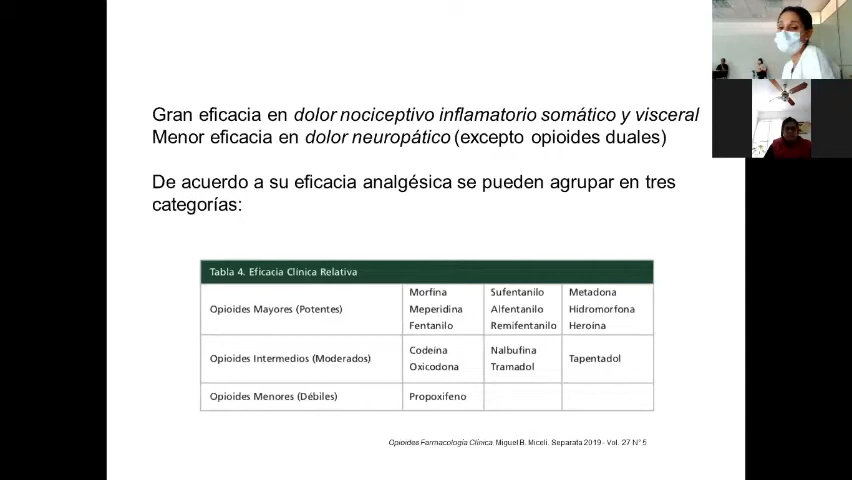 Gran eficacia en dolor nociceptivo inflamatorio somático y visceral
Menor eficacia en dolor neuropático (excepto opioides duales)
De acuerdo a su eficacia analgésica se pueden agrupar en tres
categorías:
Tabla 4. Eficacia Clínica Relativa
Opioides Mayores (Potentes)
Morfina
Meperidina
Fentanilo
Sufentanilo
Alfentanilo
Remifentanilo
Metadona
Hidromorfona
Heroína
Opioides Intermedios (Moderados)
Codeína
Oxicodona
Nalbufina
Tramadol
Tapentadol
Opioides Menores (Débiles)
Propoxifeno
Opioides Farmacología Clínica. Miguel B. Miceli. Separata 2019 - Vol. 27 N° 5